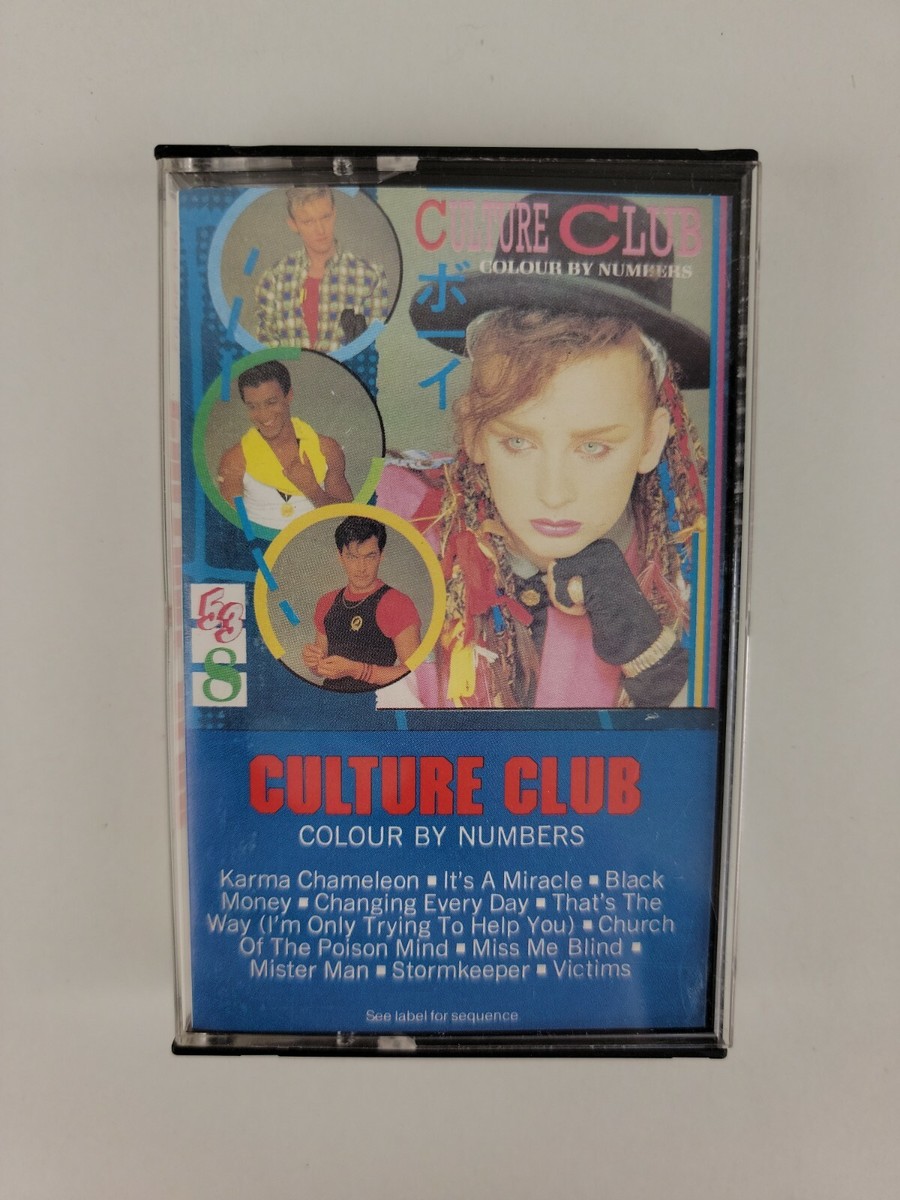 CULTURE CLUB
COLOUR BY NUMBERS
ボーイ
8
CULTURE CLUB
COLOUR BY NUMBERS
Karma Chameleon ▪ It's A Miracle ▪ Black
Money ▪ Changing Every Day ▪ That's The
Way (I'm Only Trying To Help You) ▪ Church
Of The Poison Mind ▪ Miss Me Blind ▪
Mister Man ▪ Stormkeeper ▪ Victims
See label for sequence